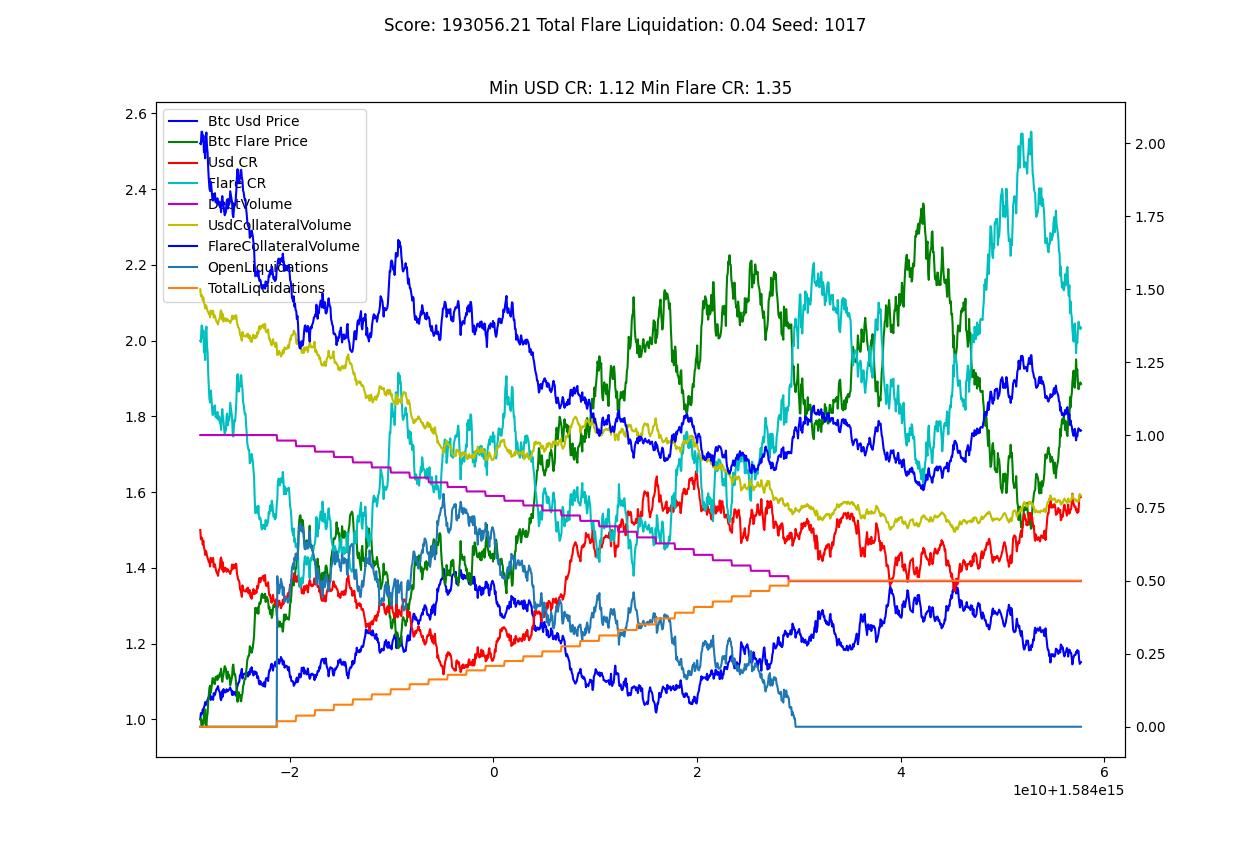 Score: 193056.21 Total Flare Liquidation: 0.04 Seed: 1017
Min USD CR: 1.12 Min Flare CR: 1.35
Btc Usd Price
Btc Flare Price
Usd CR
Flare CR
DebtVolume
UsdCollateralVolume
FlareCollateralVolume
OpenLiquidations
TotalLiquidations
2.6
2.4
2.2
2.0
1.8
1.6
1.4
1.2
1.0
2.00
1.75
1.50
1.25
1.00
0.75
0.50
0.25
0.00
−2
0
2
4
6
1e10+1.584e15